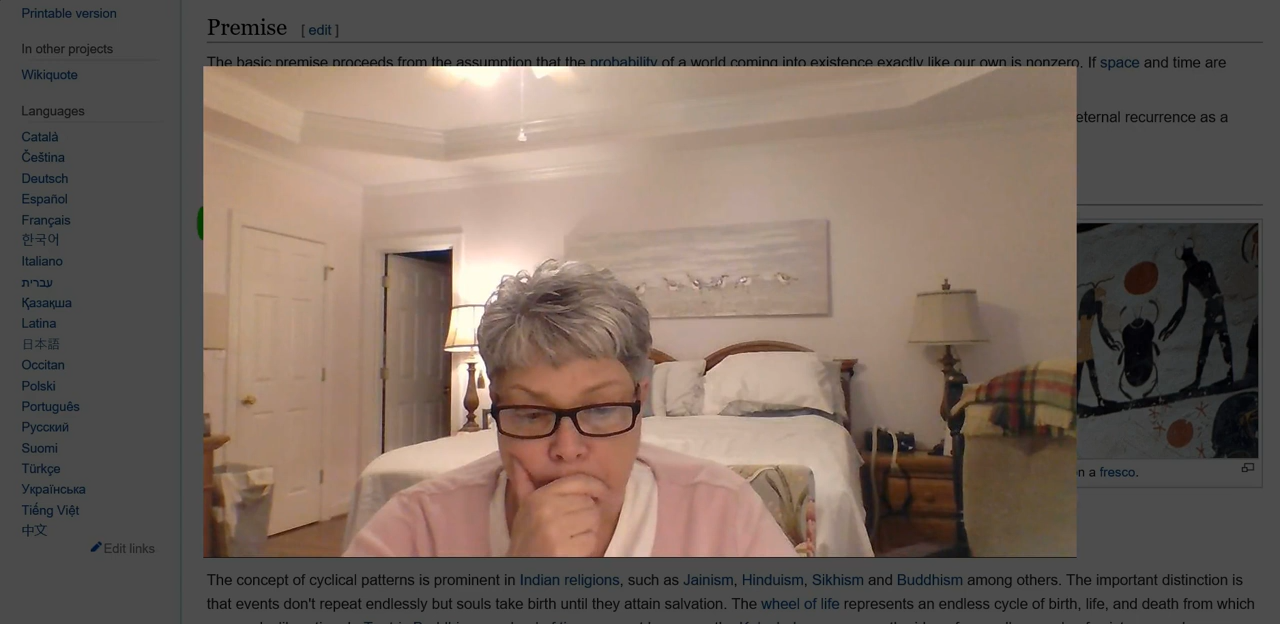 Printable version
In other projects
Wikiquote
Languages
Català
Čeština
Deutsch
Español
Français
한국어
Italiano
עברית
Қазақша
Latina
日本語
Occitan
Polski
Português
Русский
Suomi
Türkçe
Українська
Tiếng Việt
中文
Edit links
Premise [ edit ]
The basic premise proceeds from the assumption that the probability of a world coming into existence exactly like our own is nonzero. If space and time are
eternal recurrence as a
n a fresco.
The concept of cyclical patterns is prominent in Indian religions, such as Jainism, Hinduism, Sikhism and Buddhism among others. The important distinction is
that events don't repeat endlessly but souls take birth until they attain salvation. The wheel of life represents an endless cycle of birth, life, and death from which